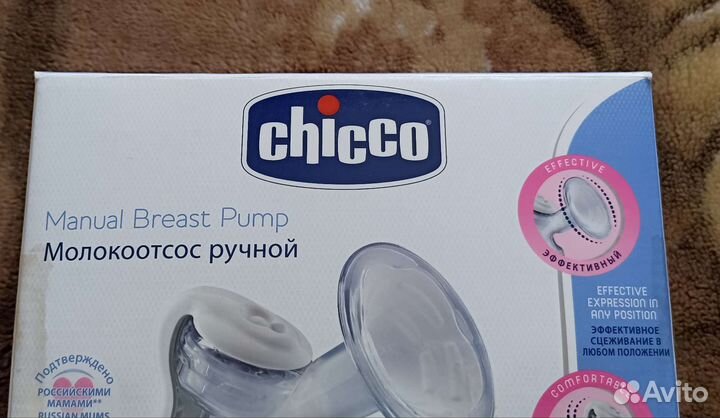 chicco
Manual Breast Pump
Молокоотсос ручной
EFFECTIVE
ЭФФЕКТИВНЫЙ
EFFECTIVE
EXPRESSION IN
ANY POSITION
ЭФФЕКТИВНОЕ
СЦЕЖИВАНИЕ В
ЛЮБОМ ПОЛОЖЕНИИ
Подтверждено
РОССИЙСКИМИ
МАМАМИ**
RUSSIAN MUMS
COMFORTAB
Avito